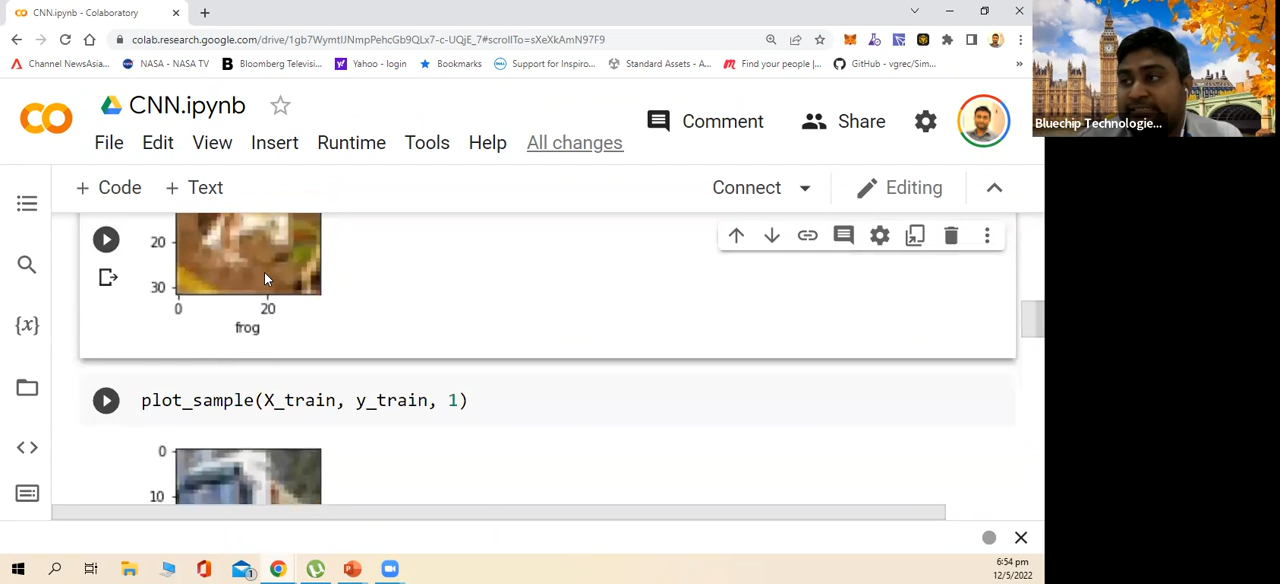 CNN.ipynb - Colaboratory
colab.research.google.com/drive/1gb7WymtIJNmpPehcGb9QLx7-c-UQjE_7#scrollTo=sXeXkAmN97F9
Channel NewsAsia... NASA - NASA TV Bloomberg Televisi... Yahoo - login Bookmarks Support for Inspiro... Standard Assets - A... Find your people |... GitHub - vgrec/Sim... »
CNN.ipynb
Comment Share
File Edit View Insert Runtime Tools Help All changes
+ Code + Text Connect Editing
20
30
0 20
frog
plot_sample(X_train, y_train, 1)
0
10
6:54 pm
12/5/2022
Bluechip Technologie...